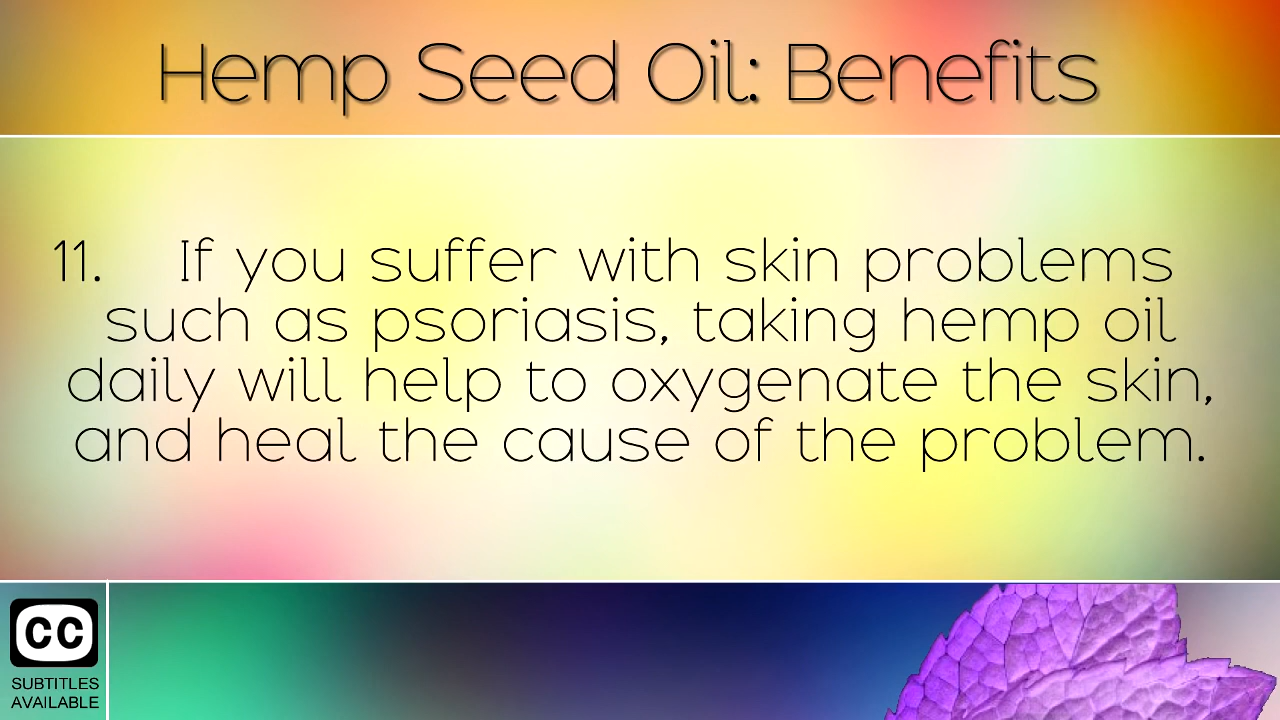 Hemp Seed Oil: Benefits
11. If you suffer with skin problems
such as psoriasis, taking hemp oil
daily will help to oxygenate the skin,
and heal the cause of the problem.
CC
SUBTITLES
AVAILABLE